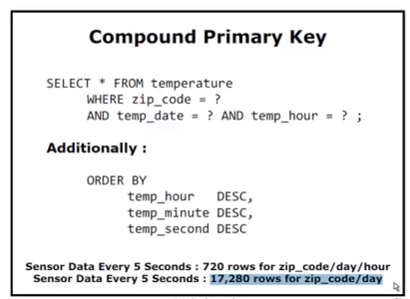 Compound Primary Key
SELECT * FROM temperature
WHERE zip_code = ?
AND temp_date = ? AND temp_hour = ? ;
Additionally :
ORDER BY
temp_hour DESC,
temp_minute DESC,
temp_second DESC
Sensor Data Every 5 Seconds : 720 rows for zip_code/day/hour
Sensor Data Every 5 Seconds : 17,280 rows for zip_code/day